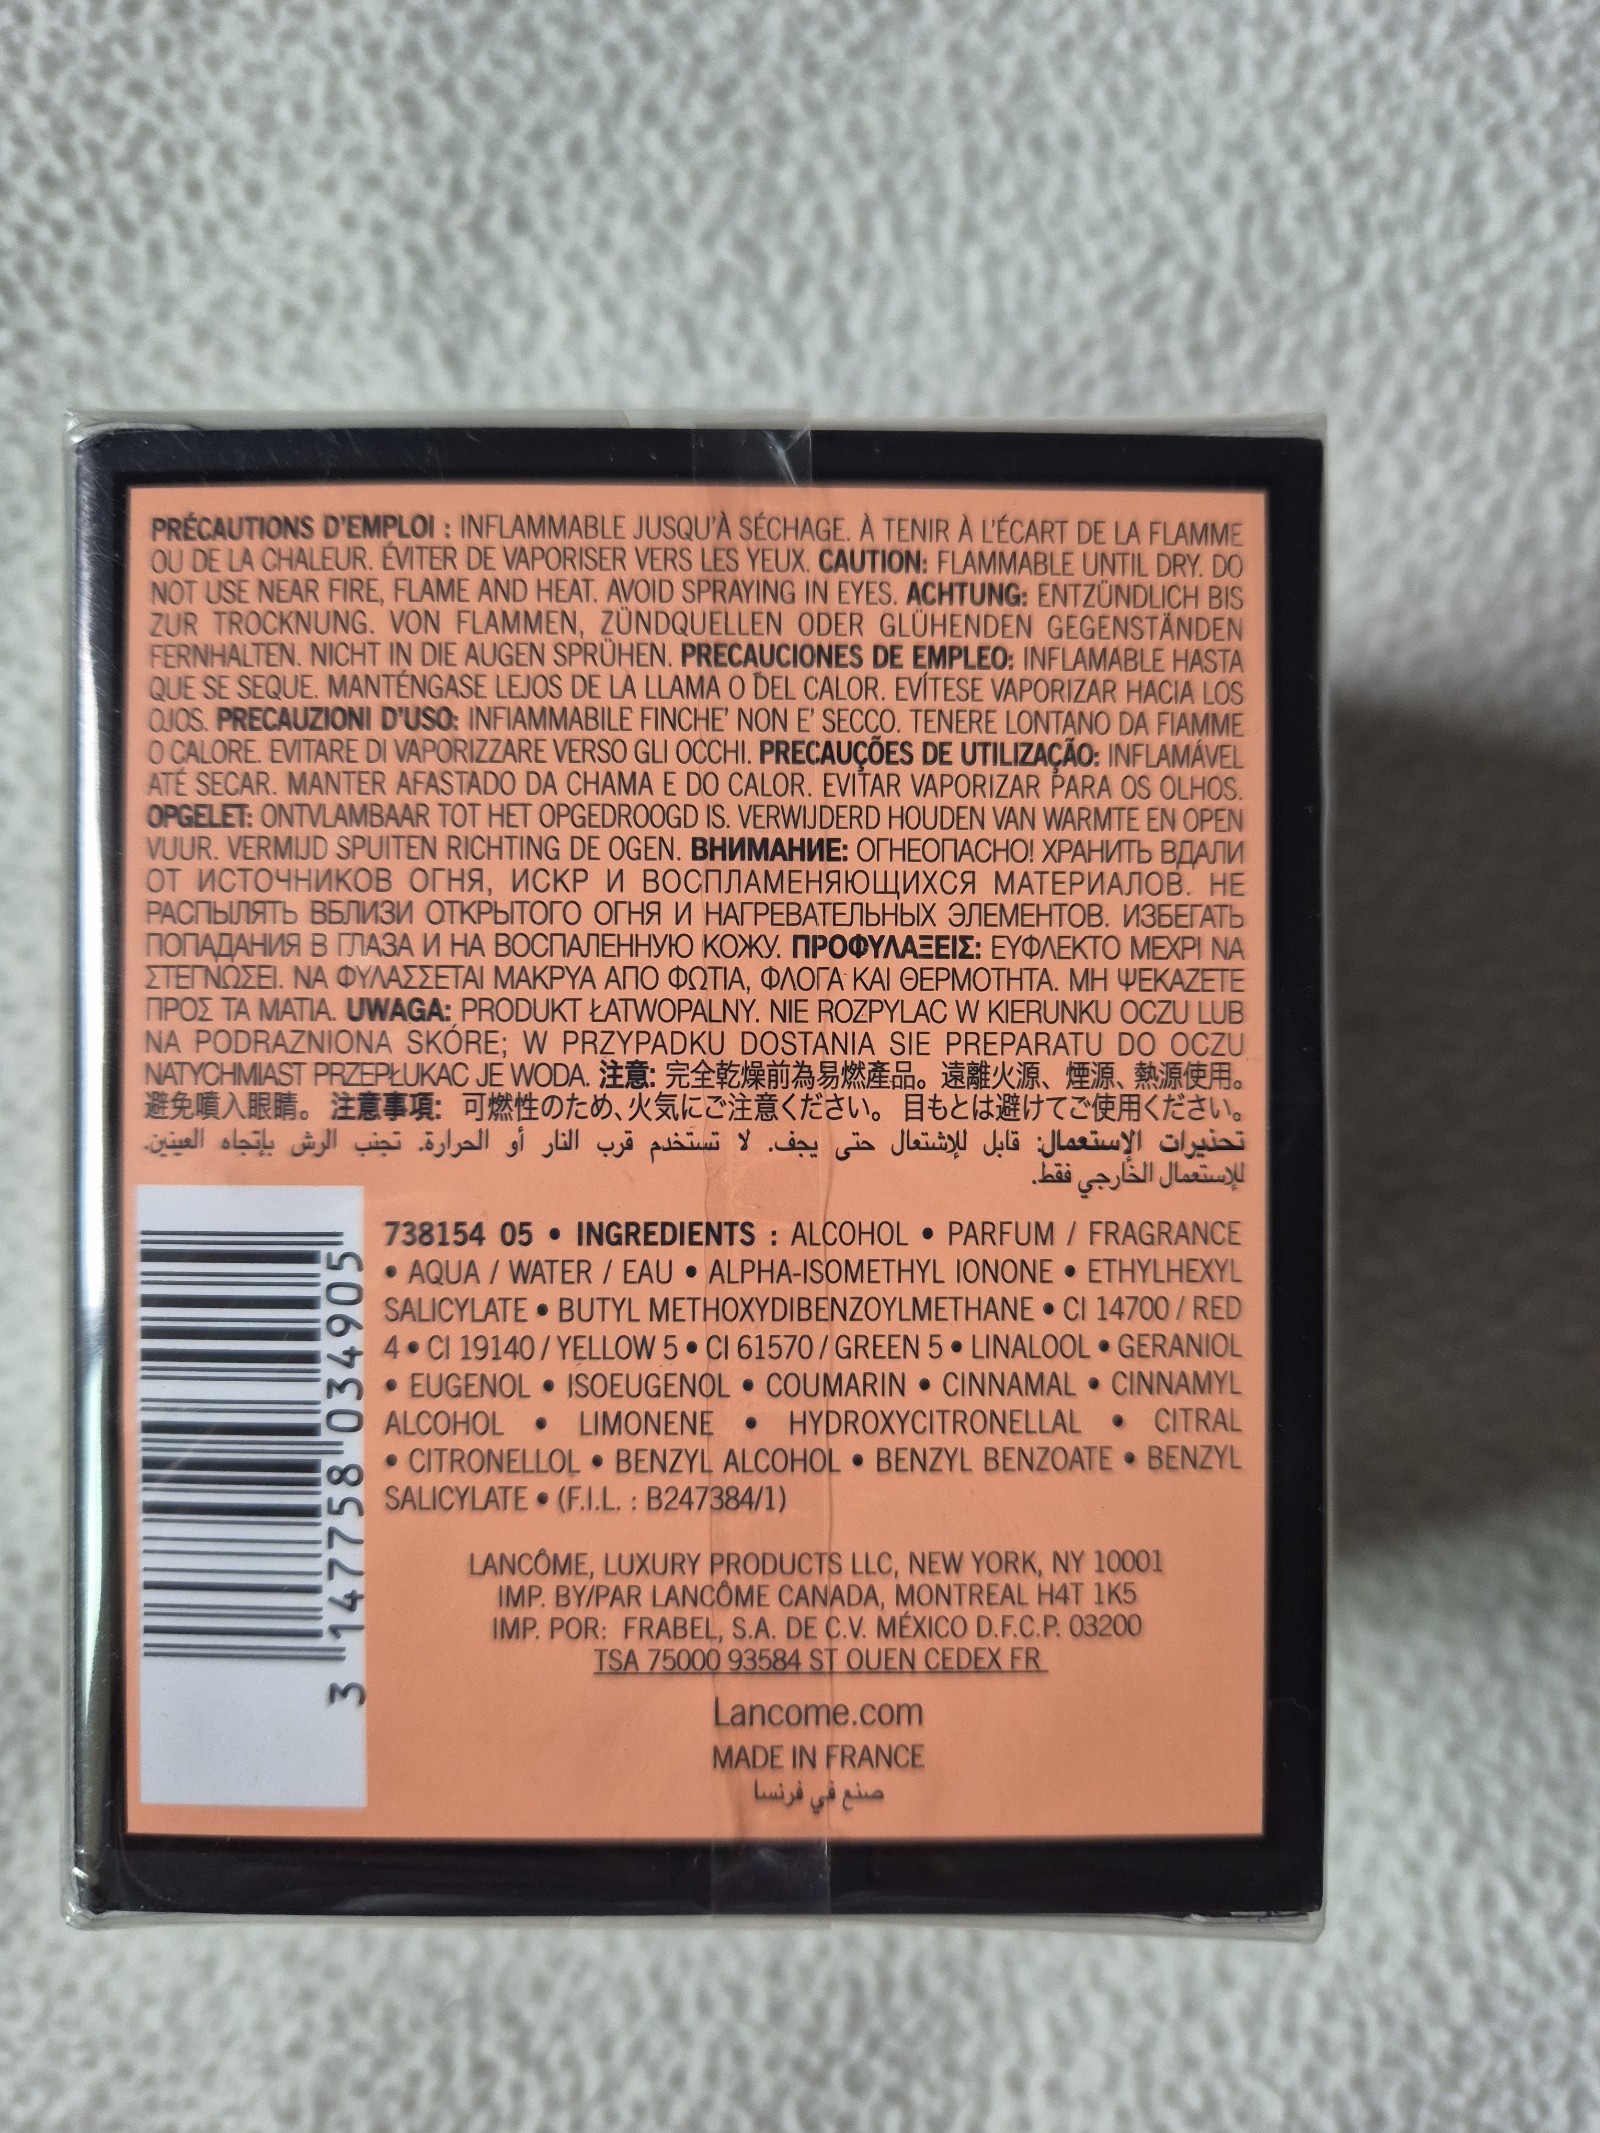 PRÉCAUTIONS D'EMPLOI : INFLAMMABLE JUSQU'À SÉCHAGE. À TENIR À L'ÉCART DE LA FLAMME
OU DE LA CHALEUR. ÉVITER DE VAPORISER VERS LES YEUX. CAUTION: FLAMMABLE UNTIL DRY. DO
NOT USE NEAR FIRE, FLAME AND HEAT. AVOID SPRAYING IN EYES. ACHTUNG: ENTZÜNDLICH BIS
ZUR TROCKNUNG. VON FLAMMEN, ZÜNDQUELLEN ODER GLÜHENDEN GEGENSTÄNDEN
FERNHALTEN. NICHT IN DIE AUGEN SPRÜHEN. PRECAUCIONES DE EMPLEO: INFLAMABLE HASTA
QUE SE SEQUE. MANTÉNGASE LEJOS DE LA LLAMA O DEL CALOR. EVÍTESE VAPORIZAR HACIA LOS
OJOS. PRECAUZIONI D'USO: INFIAMMABILE FINCHE' NON E' SECCO. TENERE LONTANO DA FIAMME
O CALORE. EVITARE DI VAPORIZZARE VERSO GLI OCCHI. PRECAUÇÕES DE UTILIZAÇÃO: INFLAMÁVEL
ATÉ SECAR. MANTER AFASTADO DA CHAMA E DO CALOR. EVITAR VAPORIZAR PARA OS OLHOS.
OPGELET: ONTVLAMBAAR TOT HET OPGEDROOGD IS. VERWIJDERD HOUDEN VAN WARMTE EN OPEN
VUUR. VERMIJD SPUITEN RICHTING DE OGEN. ВНИМАНИЕ: ОГНЕОПАСНО! ХРАНИТЬ ВДАЛИ
ОТ ИСТОЧНИКОВ ОГНЯ, ИСКР И ВОСПЛАМЕНЯЮЩИХСЯ МАТЕРИАЛОВ. НЕ
РАСПЫЛЯТЬ ВБЛИЗИ ОТКРЫТОГО ОГНЯ И НАГРЕВАТЕЛЬНЫХ ЭЛЕМЕНТОВ. ИЗБЕГАТЬ
ПОПАДАНИЯ В ГЛАЗА И НА ВОСПАЛЕННУЮ КОЖУ. ΠΡΟΦΥΛΑΞΕΙΣ: ΕΥΦΛΕΚΤΟ ΜΕΧΡΙ ΝΑ
ΣΤΕΓΝΩΣΕΙ. ΝΑ ΦΥΛΑΣΣΕΤΑΙ ΜΑΚΡΥΑ ΑΠΟ ΦΩΤΙΑ, ΦΛΟΓΑ ΚΑΙ ΘΕΡΜΟΤΗΤΑ. ΜΗ ΨΕΚΑΖΕΤΕ
ΠΡΟΣ ΤΑ ΜΑΤΙΑ. UWAGA: PRODUKT ŁATWOPALNY. NIE ROZPYLAC W KIERUNKU OCZU LUB
NA PODRAZNIONA SKÓRE; W PRZYPADKU DOSTANIA SIE PREPARATU DO OCZU
NATYCHMIAST PRZEPŁUKAC JE WODA. 注意: 完全乾燥前為易燃產品。遠離火源、煙源、熱源使用。
避免噴入眼睛。 注意事項: 可燃性のため、火気にご注意ください。 目もとは避けてご使用ください。
تحذيرات الإستعمال: قابل للإشتعال حتى يجف. لا تستخدم قرب النار أو الحرارة. تجنب الرش بإتجاه العينين.
للإستعمال الخارجي فقط.
738154 05 • INGREDIENTS : ALCOHOL • PARFUM / FRAGRANCE
• AQUA / WATER / EAU • ALPHA-ISOMETHYL IONONE • ETHYLHEXYL
SALICYLATE • BUTYL METHOXYDIBENZOYLMETHANE • CI 14700 / RED
4 • CI 19140 / YELLOW 5 • CI 61570 / GREEN 5 • LINALOOL • GERANIOL
• EUGENOL • ISOEUGENOL • COUMARIN • CINNAMAL • CINNAMYL
ALCOHOL • LIMONENE • HYDROXYCITRONELLAL • CITRAL
• CITRONELLOL • BENZYL ALCOHOL • BENZYL BENZOATE • BENZYL
SALICYLATE • (F.I.L. : B247384/1)
3 147758 034905
LANCÔME, LUXURY PRODUCTS LLC, NEW YORK, NY 10001
IMP. BY/PAR LANCÔME CANADA, MONTREAL H4T 1K5
IMP. POR: FRABEL, S.A. DE C.V. MÉXICO D.F.C.P. 03200
TSA 75000 93584 ST OUEN CEDEX FR
Lancome.com
MADE IN FRANCE
صنع في فرنسا